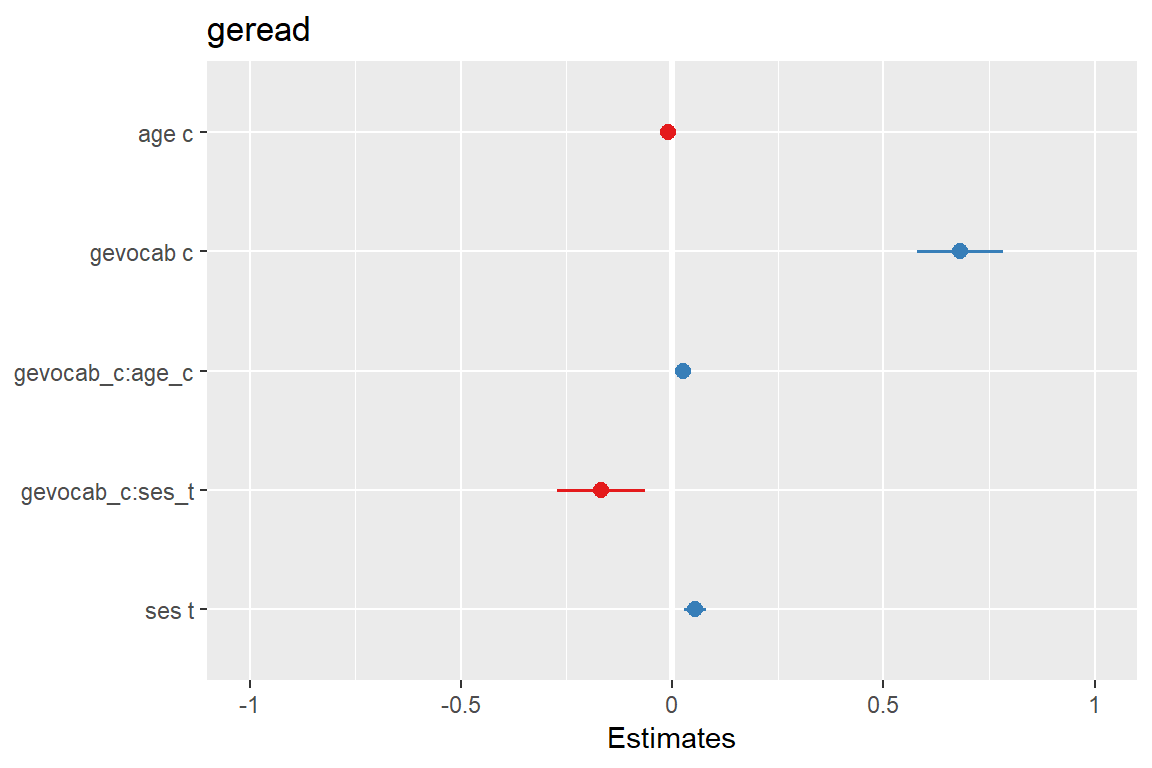 geread
age c
gevocab c
gevocab_c:age_c
gevocab_c:ses_t
ses t
-1 -0.5 0 0.5 1
Estimates